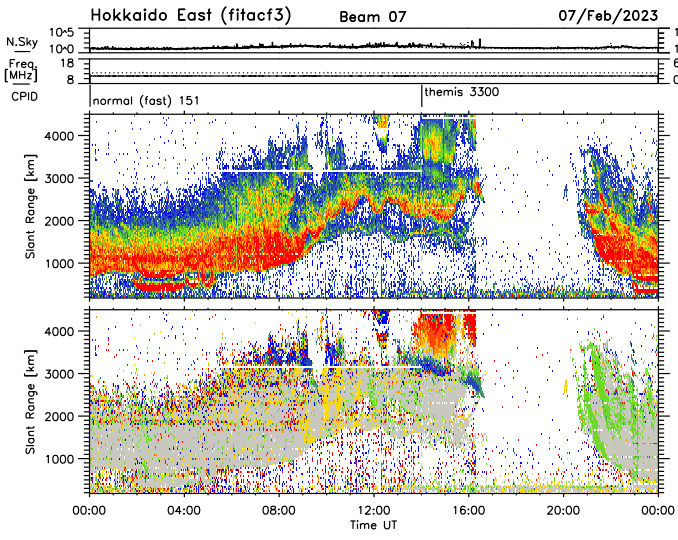 Hokkaido East (fitacf3) Beam 07 07/Feb/2023
N.Sky 10^5 10^0
Freq. [MHz] 18 8
CPID normal (fast) 151 themis 3300
Slant Range [km] 4000 3000 2000 1000
Slant Range [km] 4000 3000 2000 1000
00:00 04:00 08:00 12:00 16:00 20:00 00:00
Time UT